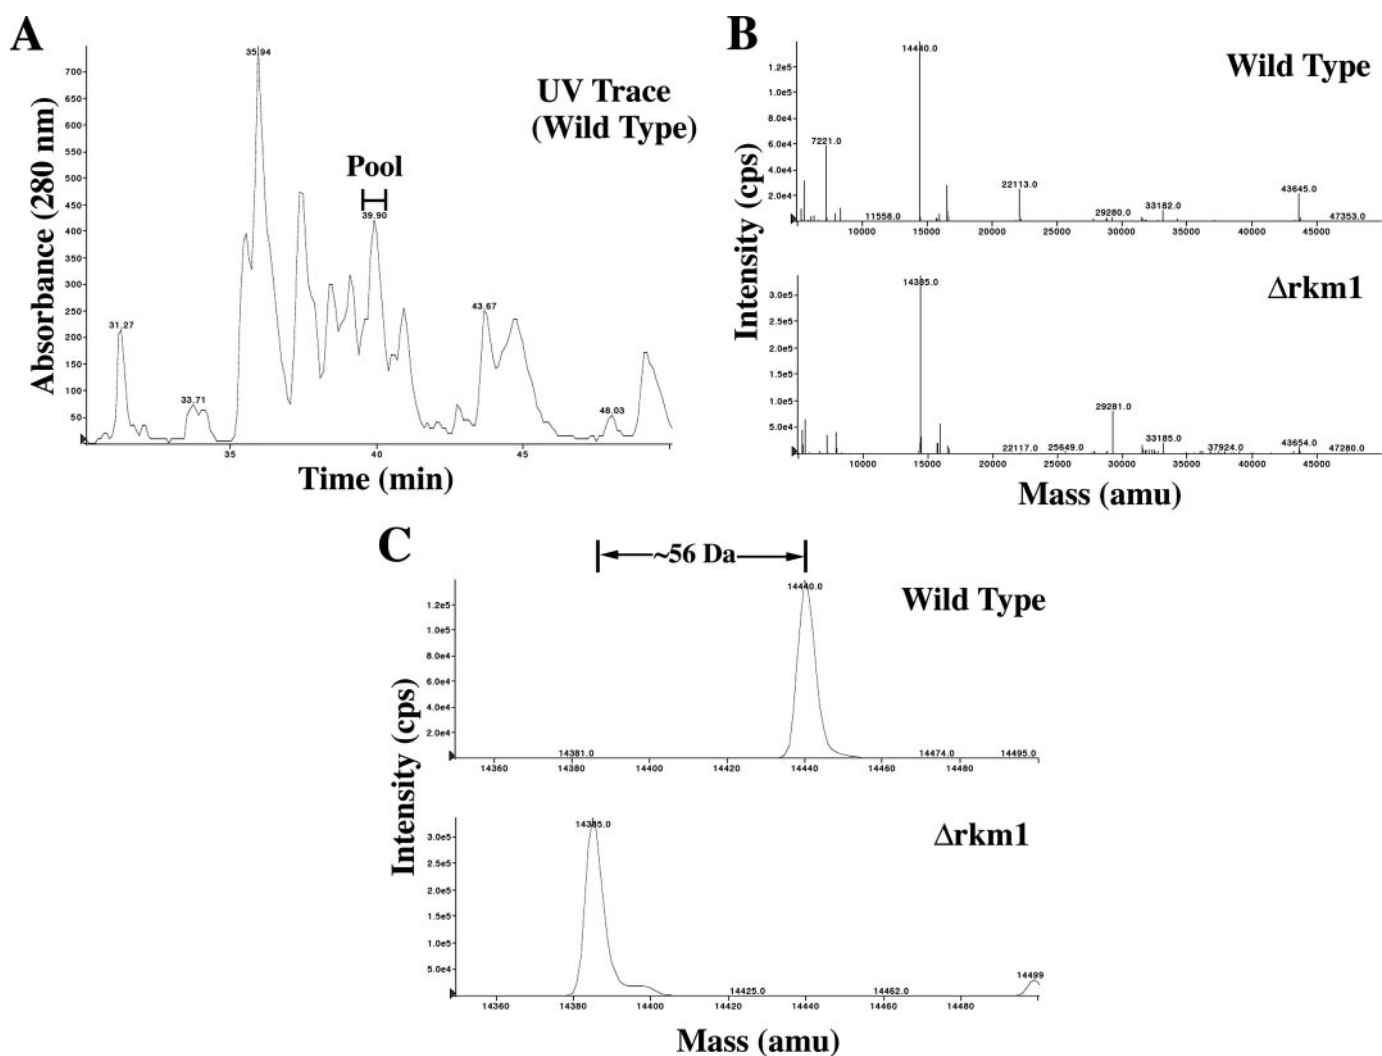 A
Absorbance (280 nm)
700
650
600
550
500
450
400
350
300
250
200
150
100
50
35.94
UV Trace
(Wild Type)
Pool
39.90
31.27
33.71
43.67
48.03
35
40
45
Time (min)
B
Intensity (cps)
Wild Type
1.2e5
1.0e5
8.0e4
6.0e4
4.0e4
2.0e4
14440.0
7221.0
11558.0
22113.0
29280.0
33182.0
43645.0
47353.0
10000 15000 20000 25000 30000 35000 40000 45000
Δrkm1
3.0e5
2.5e5
2.0e5
1.5e5
1.0e5
5.0e4
14385.0
22117.0
25649.0
29281.0
33185.0
37924.0
43654.0
47280.0
10000 15000 20000 25000 30000 35000 40000 45000
Mass (amu)
C
~56 Da
Intensity (cps)
Wild Type
1.2e5
1.0e5
8.0e4
6.0e4
4.0e4
2.0e4
14440.0
14381.0
14474.0
14495.0
14360 14380 14400 14420 14440 14460 14480
Δrkm1
3.0e5
2.5e5
2.0e5
1.5e5
1.0e5
5.0e4
14385.0
14425.0
14462.0
14499
14360 14380 14400 14420 14440 14460 14480
Mass (amu)